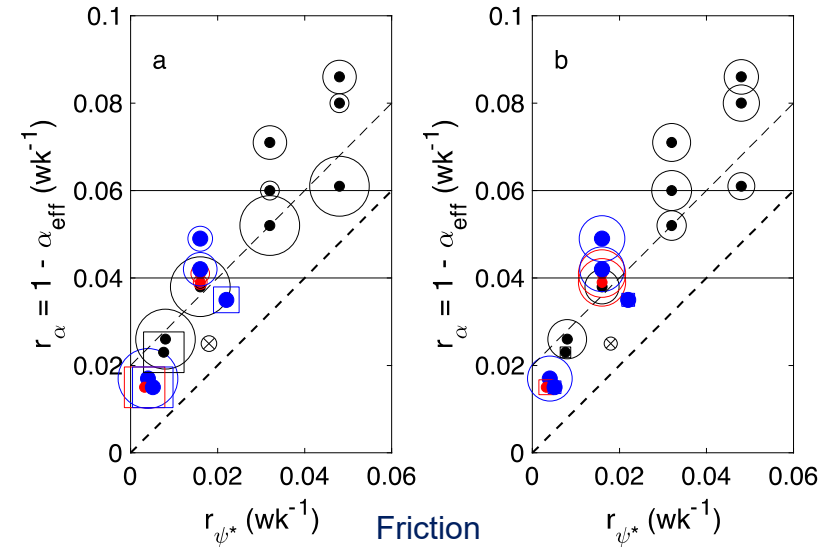 a
b
0.1
0.08
0.06
0.04
0.02
0
0.1
0.08
0.06
0.04
0.02
0
0 0.02 0.04 0.06
0 0.02 0.04 0.06
r_α = 1 - α_eff (wk^-1)
r_α = 1 - α_eff (wk^-1)
r_ψ* (wk^-1)
r_ψ* (wk^-1)
Friction